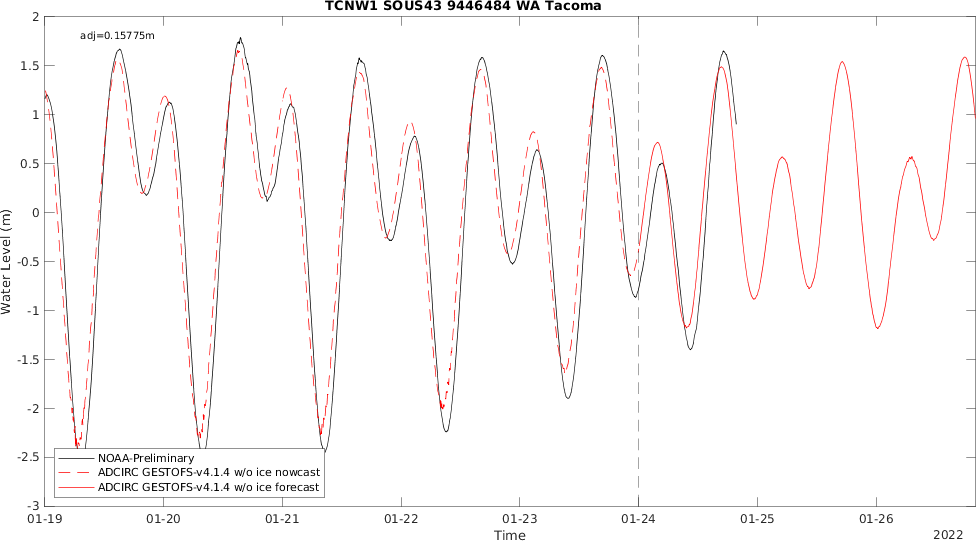 TCNW1 SOUS43 9446484 WA Tacoma
adj=0.15775m
2
1.5
1
0.5
0
-0.5
-1
-1.5
-2
-2.5
-3
Water Level (m)
NOAA-Preliminary
ADCIRC GESTOFS-v4.1.4 w/o ice nowcast
ADCIRC GESTOFS-v4.1.4 w/o ice forecast
01-19 01-20 01-21 01-22 01-23 01-24 01-25 01-26
Time
2022